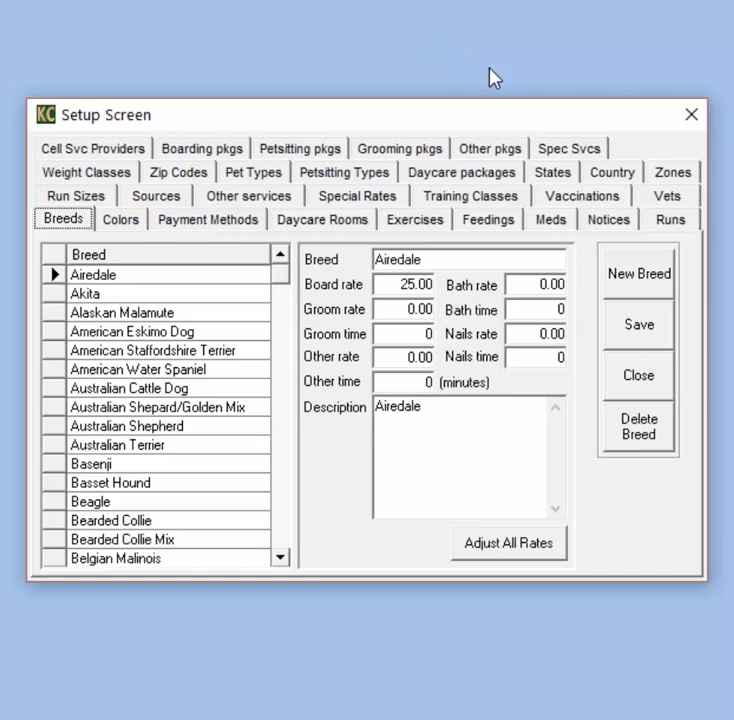 KC Setup Screen
Cell Svc Providers Boarding pkgs Petsitting pkgs Grooming pkgs Other pkgs Spec Svcs
Weight Classes Zip Codes Pet Types Petsitting Types Daycare packages States Country Zones
Run Sizes Sources Other services Special Rates Training Classes Vaccinations Vets
Breeds Colors Payment Methods Daycare Rooms Exercises Feedings Meds Notices Runs
Breed
Airedale
Akita
Alaskan Malamute
American Eskimo Dog
American Staffordshire Terrier
American Water Spaniel
Australian Cattle Dog
Australian Shepard/Golden Mix
Australian Shepherd
Australian Terrier
Basenji
Basset Hound
Beagle
Bearded Collie
Bearded Collie Mix
Belgian Malinois
Breed Airedale
Board rate 25.00 Bath rate 0.00
Groom rate 0.00 Bath time 0
Groom time 0 Nails rate 0.00
Other rate 0.00 Nails time 0
Other time 0 (minutes)
Description Airedale
Adjust All Rates
New Breed
Save
Close
Delete
Breed